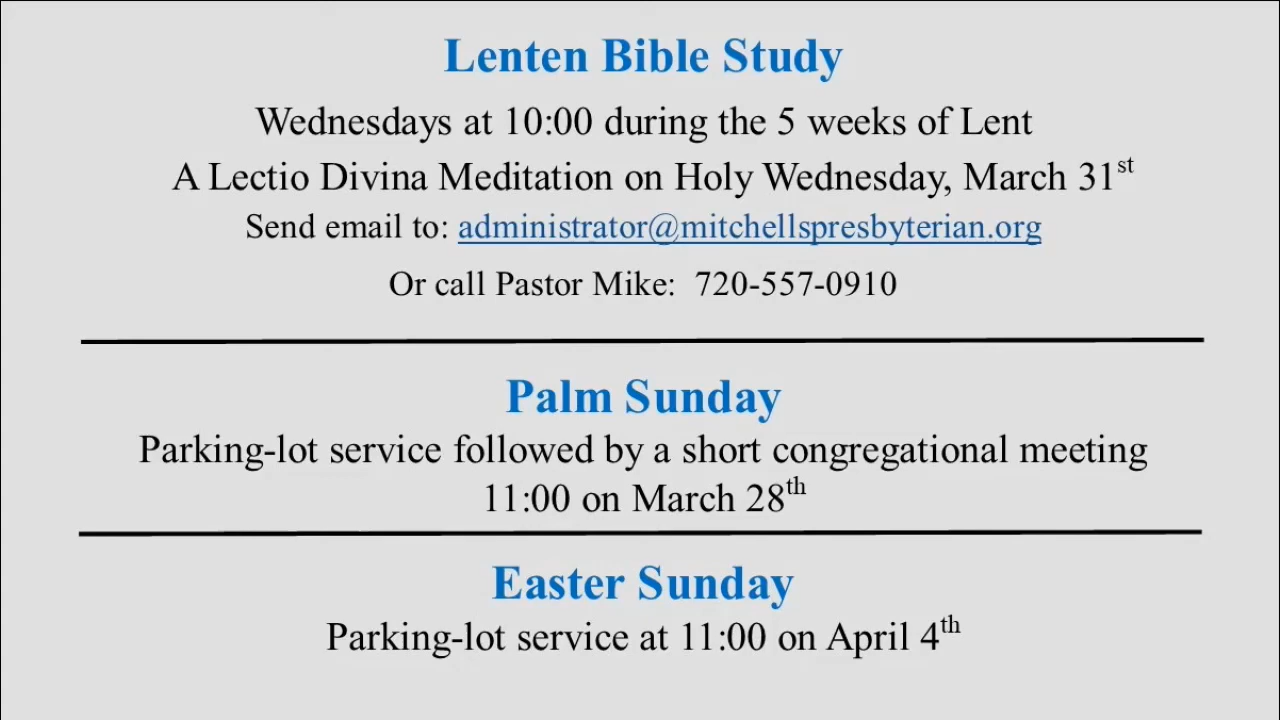 Lenten Bible Study
Wednesdays at 10:00 during the 5 weeks of Lent
A Lectio Divina Meditation on Holy Wednesday, March 31st
Send email to: administrator@mitchellspresbyterian.org
Or call Pastor Mike:  720-557-0910
Palm Sunday
Parking-lot service followed by a short congregational meeting
11:00 on March 28th
Easter Sunday
Parking-lot service at 11:00 on April 4th